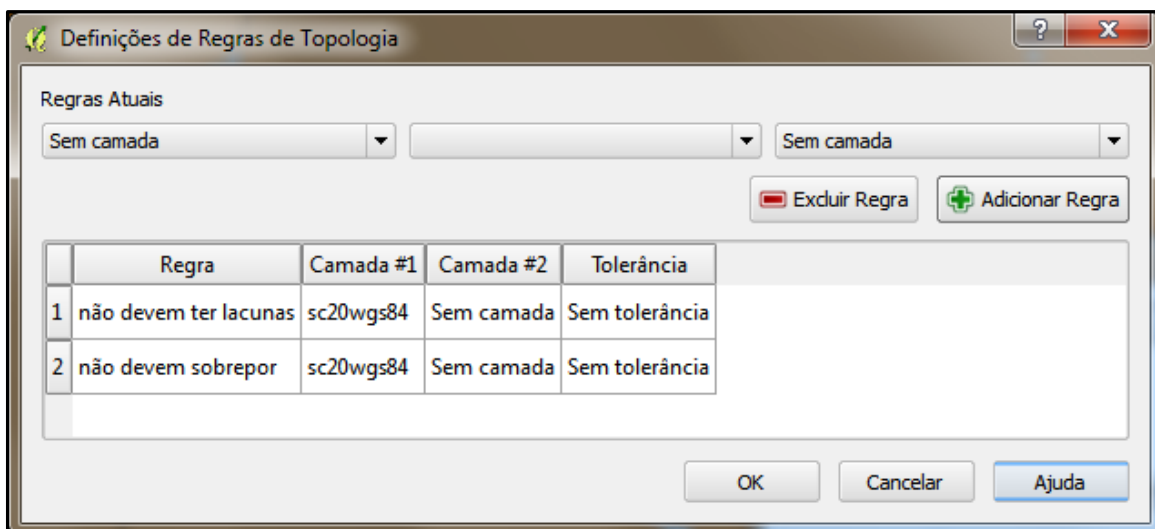 Definições de Regras de Topologia
Regras Atuais
Sem camada Sem camada
Excluir Regra Adicionar Regra
Regra Camada #1 Camada #2 Tolerância
1 não devem ter lacunas sc20wgs84 Sem camada Sem tolerância
2 não devem sobrepor sc20wgs84 Sem camada Sem tolerância
OK Cancelar Ajuda